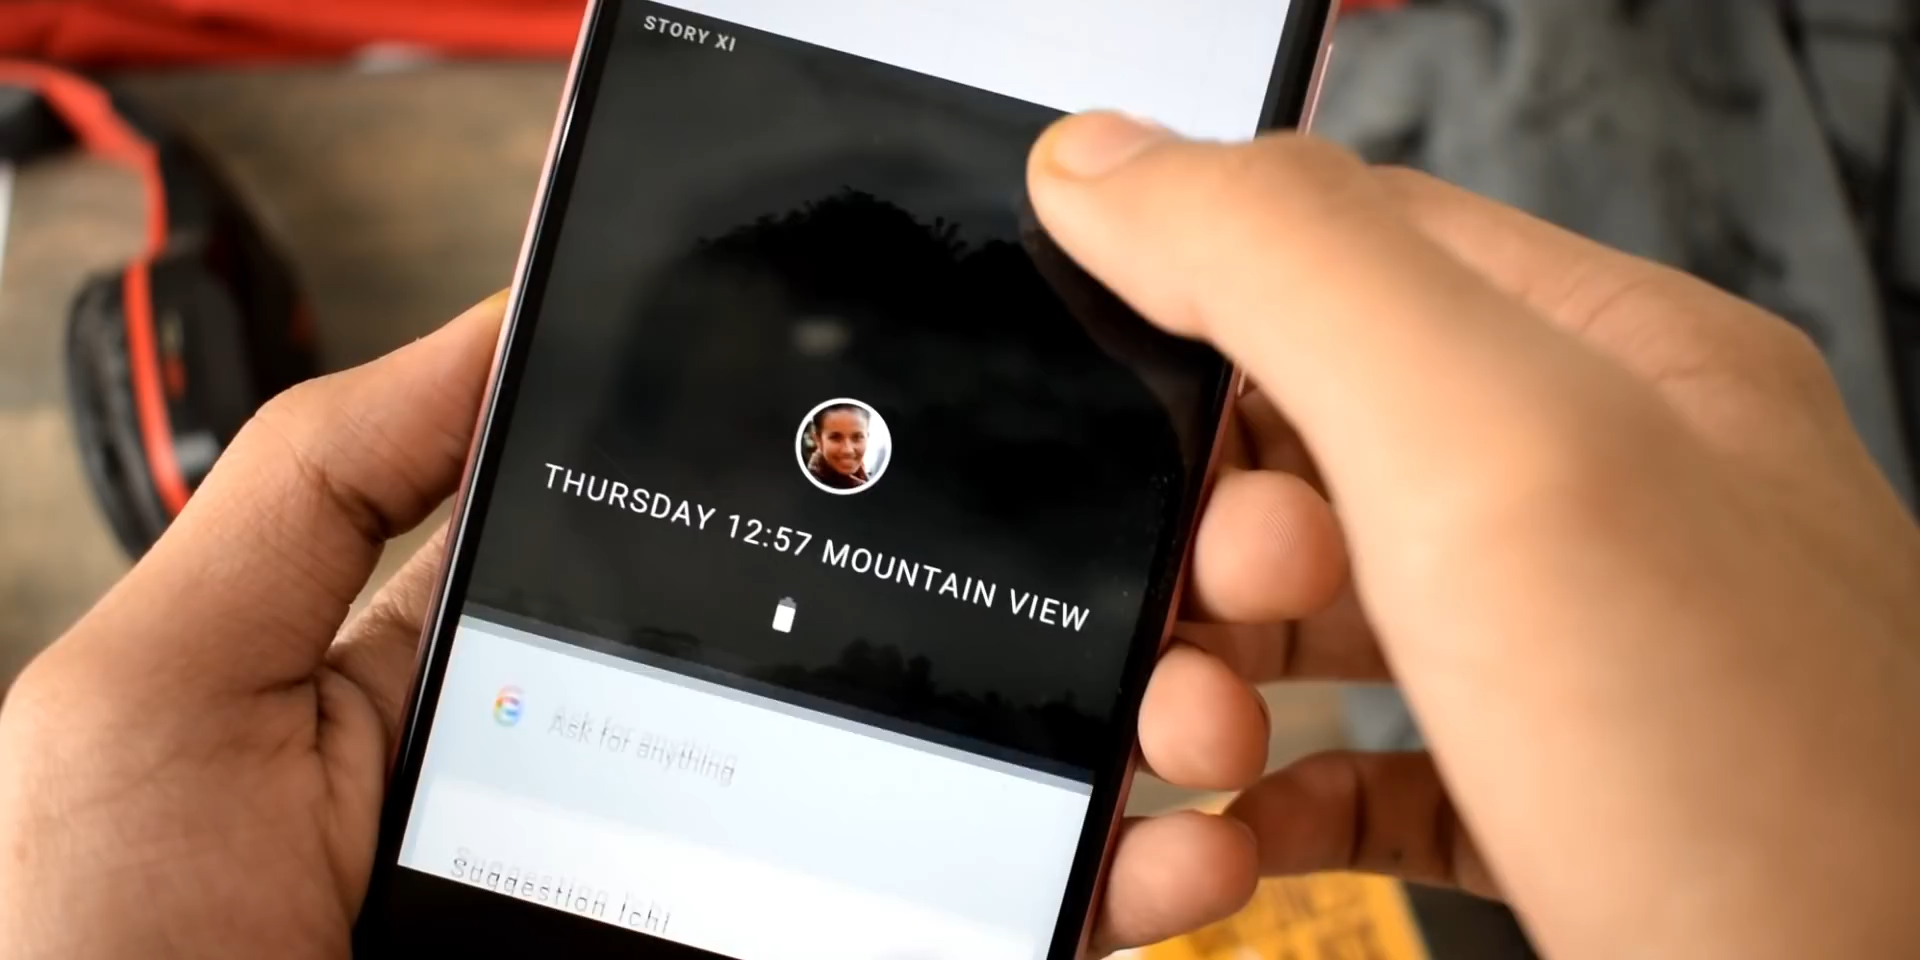 STORY XI
THURSDAY 12:57 MOUNTAIN VIEW
Ask for anything
Suggestion Ichi